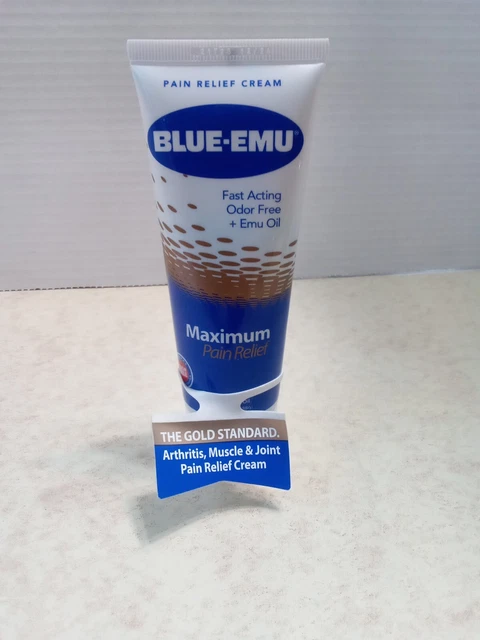 PAIN RELIEF CREAM
BLUE-EMU®
Fast Acting
Odor Free
+ Emu Oil
Maximum
Pain Relief
THE GOLD STANDARD.
Arthritis, Muscle & Joint
Pain Relief Cream